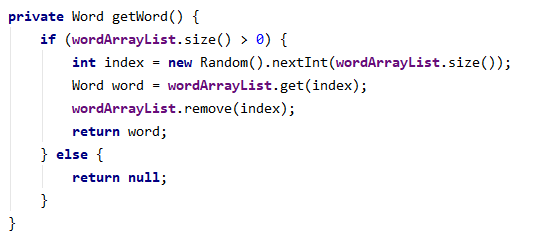 private Word getWord() {
    if (wordArrayList.size() > 0) {
        int index = new Random().nextInt(wordArrayList.size());
        Word word = wordArrayList.get(index);
        wordArrayList.remove(index);
        return word;
    } else {
        return null;
    }
}